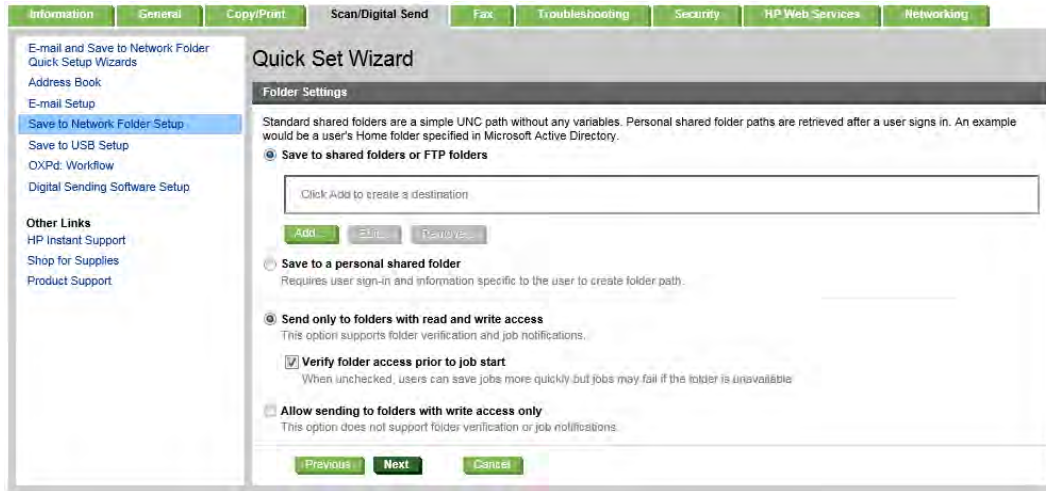 Information General Copy/Print Scan/Digital Send Fax Troubleshooting Security HP Web Services Networking
E-mail and Save to Network Folder
Quick Setup Wizards
Address Book
E-mail Setup
Save to Network Folder Setup
Save to USB Setup
OXPd: Workflow
Digital Sending Software Setup
Other Links
HP Instant Support
Shop for Supplies
Product Support
Quick Set Wizard
Folder Settings
Standard shared folders are a simple UNC path without any variables. Personal shared folder paths are retrieved after a user signs in. An example
would be a user's Home folder specified in Microsoft Active Directory.
Save to shared folders or FTP folders
Click Add to create a destination
Add... Edit... Remove...
Save to a personal shared folder
Requires user sign-in and information specific to the user to create folder path.
Send only to folders with read and write access
This option supports folder verification and job notifications.
Verify folder access prior to job start
When unchecked, users can save jobs more quickly but jobs may fail if the folder is unavailable
Allow sending to folders with write access only
This option does not support folder verification or job notifications.
Previous Next Cancel